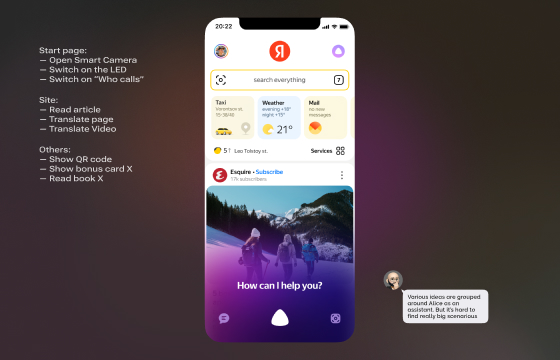 Start page:
— Open Smart Camera
— Switch on the LED
— Switch on “Who calls”
Site:
— Read article
— Translate page
— Translate Video
Others:
— Show QR code
— Show bonus card X
— Read book X
20:22
Я
search everything
7
Taxi
15-38/40
Weather
evening +18°
night +15°
21°
Mail
no new
messages
5
Leo Tolstoy st.
Services
Esquire • Subscribe
17k subscribers
How can I help you?
Various ideas are grouped
around Alice as an
assistant. But it's hard to
find really big scenarious